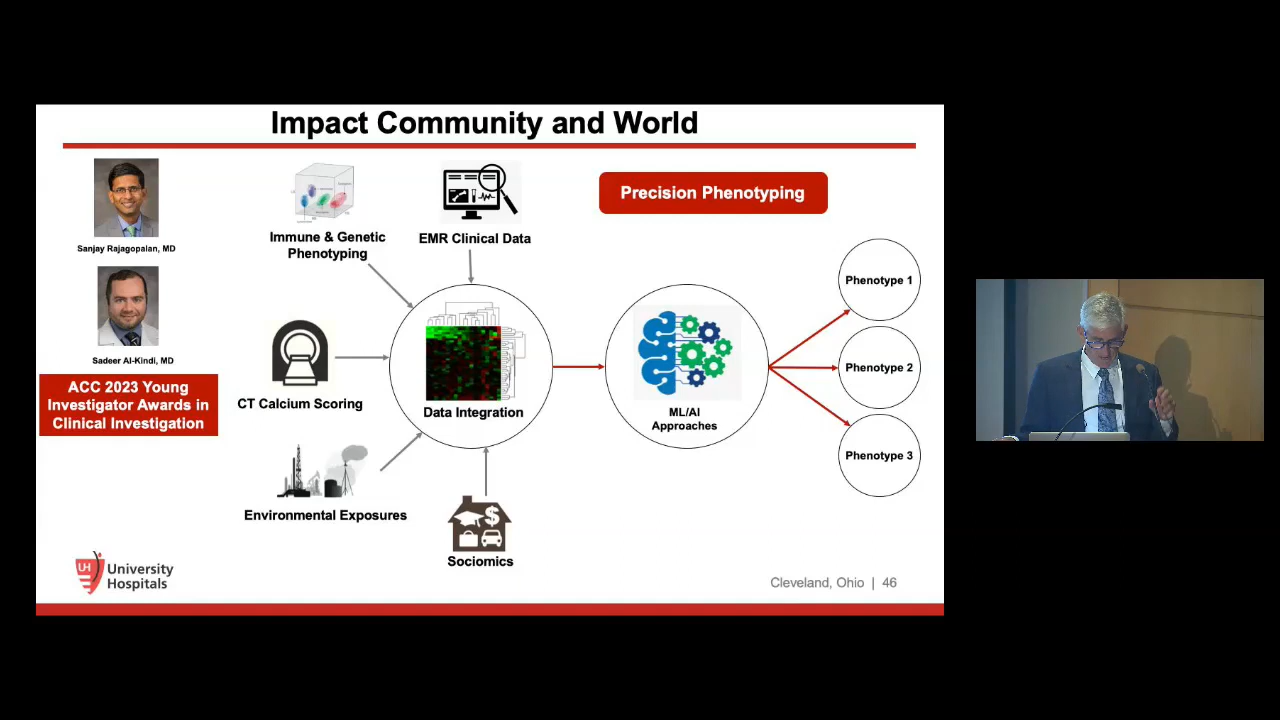 Impact Community and World
Sanjay Rajagopalan, MD
Sadeer Al-Kindi, MD
ACC 2023 Young
Investigator Awards in
Clinical Investigation
Immune & Genetic
Phenotyping
EMR Clinical Data
CT Calcium Scoring
Environmental Exposures
Sociomics
Data Integration
ML/AI
Approaches
Precision Phenotyping
Phenotype 1
Phenotype 2
Phenotype 3
UH
University
Hospitals
Cleveland, Ohio | 46